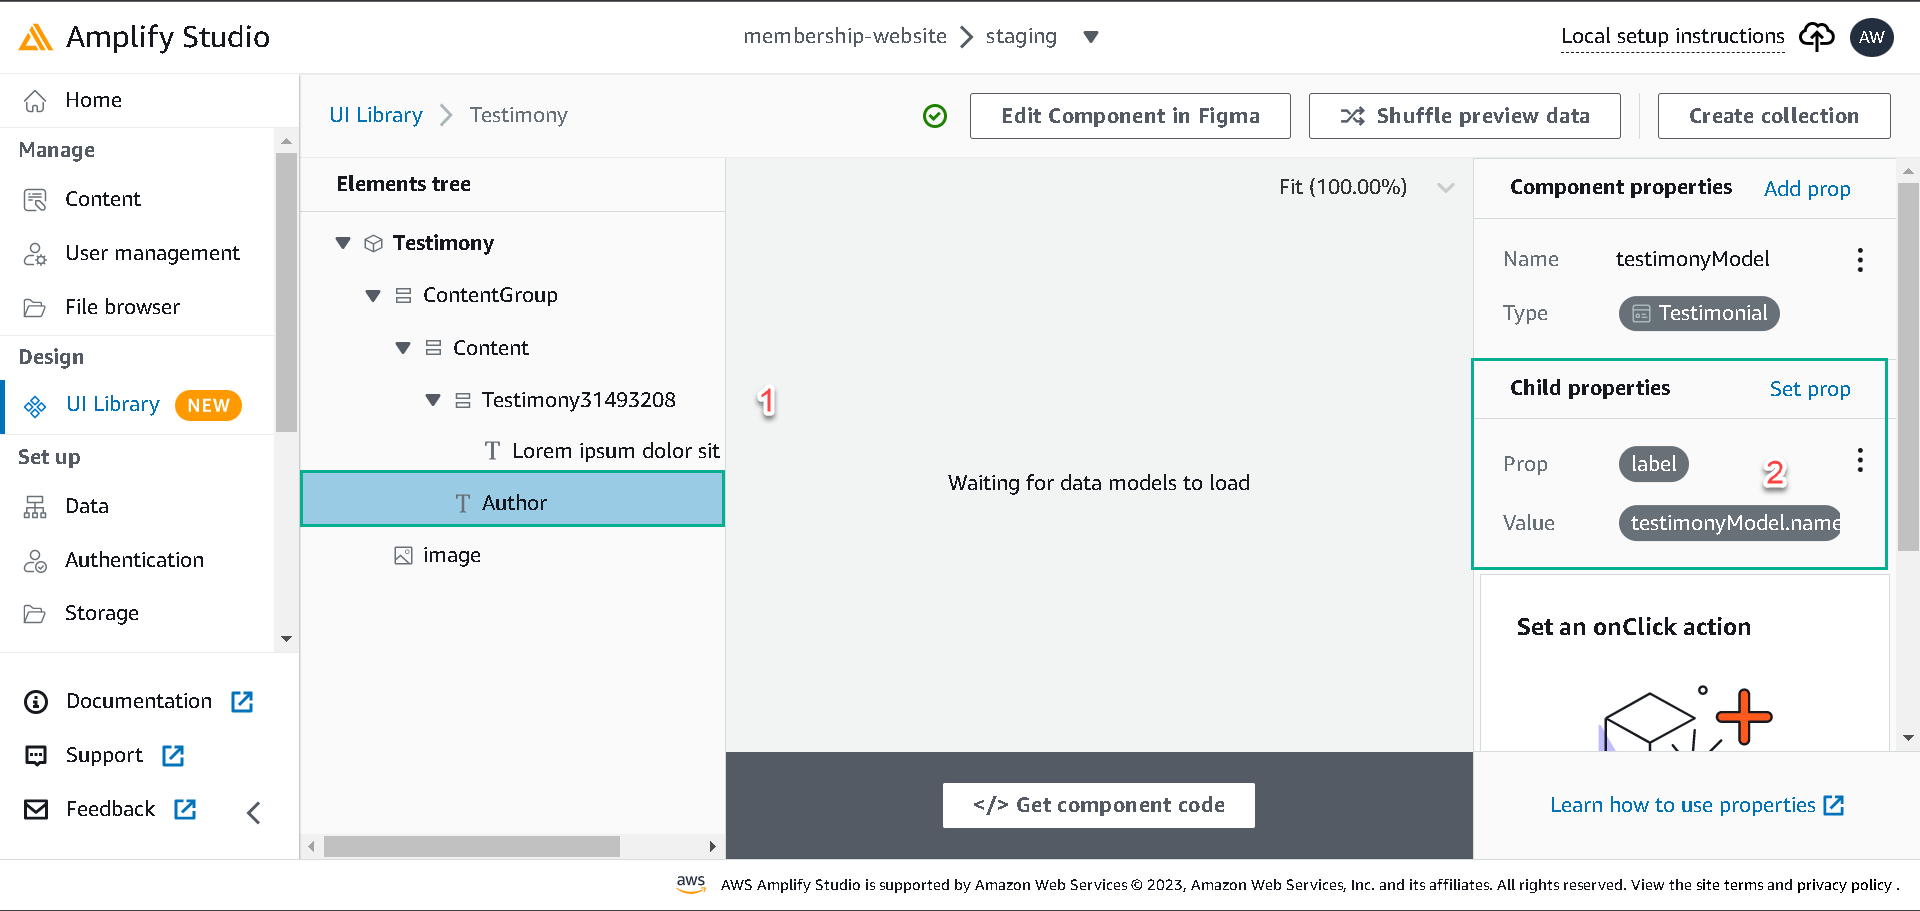 Amplify Studio
membership-website
staging
Local setup instructions
AW
Home
Manage
Content
User management
File browser
Design
UI Library NEW
Set up
Data
Authentication
Storage
Documentation
Support
Feedback
UI Library
Testimony
Edit Component in Figma
Shuffle preview data
Create collection
Elements tree
Testimony
ContentGroup
Content
Testimony31493208
T Lorem ipsum dolor sit
T Author
image
Fit (100.00%)
1
Waiting for data models to load
</> Get component code
Component properties Add prop
Name testimonyModel
Type Testimonial
Child properties Set prop
Prop label
2
Value testimonyModel.name
Set an onClick action
Learn how to use properties
aws AWS Amplify Studio is supported by Amazon Web Services © 2023, Amazon Web Services, Inc. and its affiliates. All rights reserved. View the site terms and privacy policy .